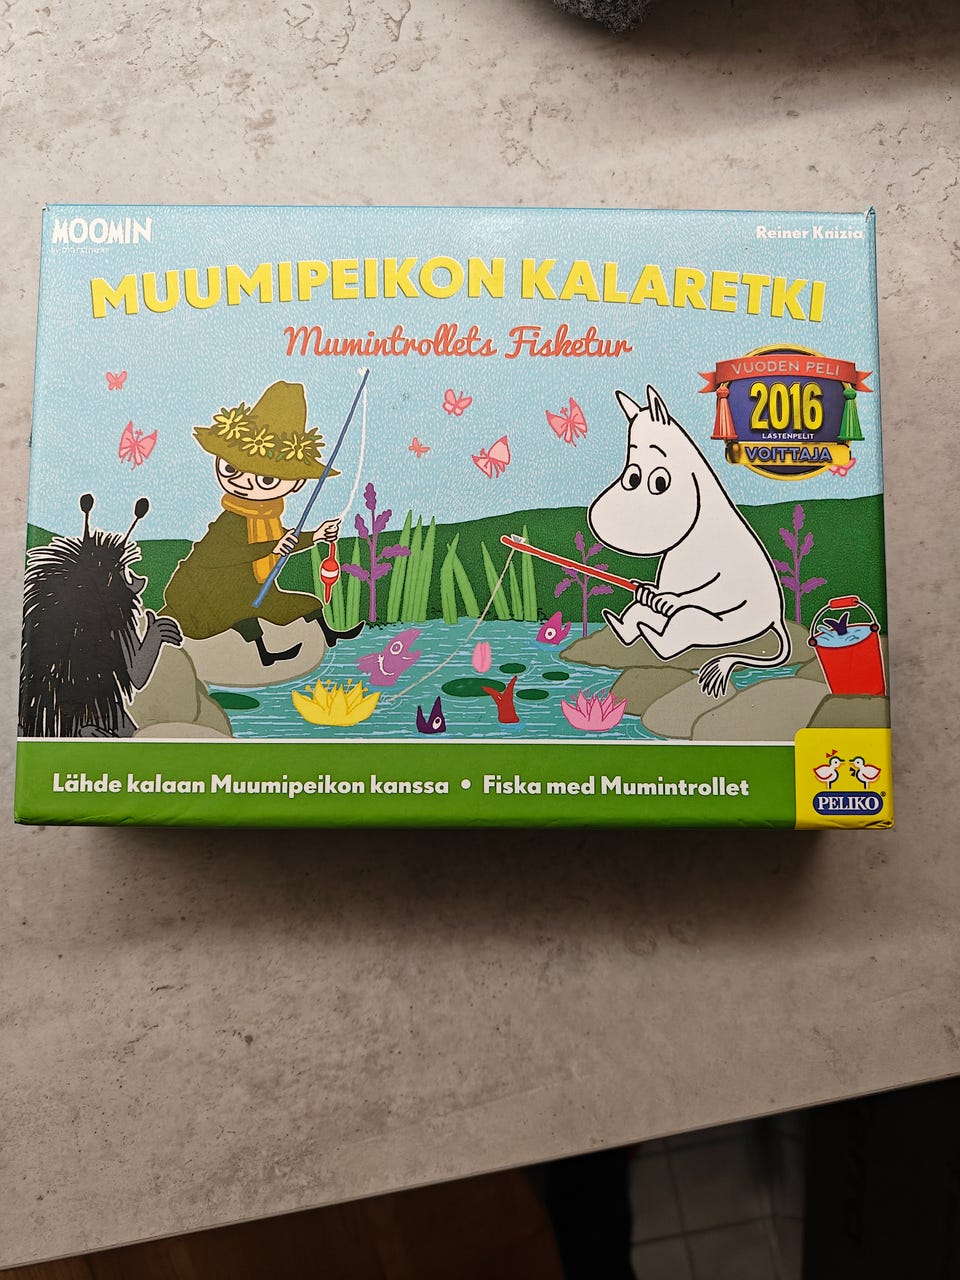 MOOMIN
Reiner Knizia
MUUMIPEIKON KALARETKI
Mumintrollets Fisketur
VUODEN PELI
2016
LASTENPELIT
VOITTAJA
Lähde kalaan Muumipeikon kanssa • Fiska med Mumintrollet
PELIKO®